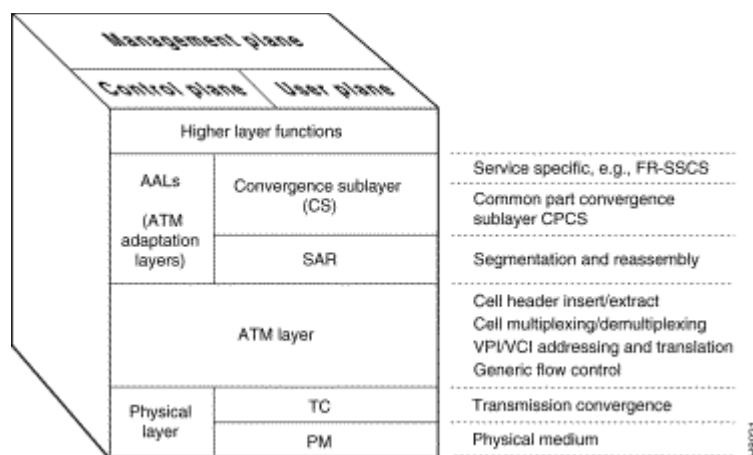 Management plane
Control plane
User plane
Higher layer functions
AALs
(ATM
adaptation
layers)
Convergence sublayer
(CS)
Service specific, e.g., FR-SSCS
Common part convergence
sublayer CPCS
SAR
Segmentation and reassembly
ATM layer
Cell header insert/extract
Cell multiplexing/demultiplexing
VPI/VCI addressing and translation
Generic flow control
Physical
layer
TC
Transmission convergence
PM
Physical medium